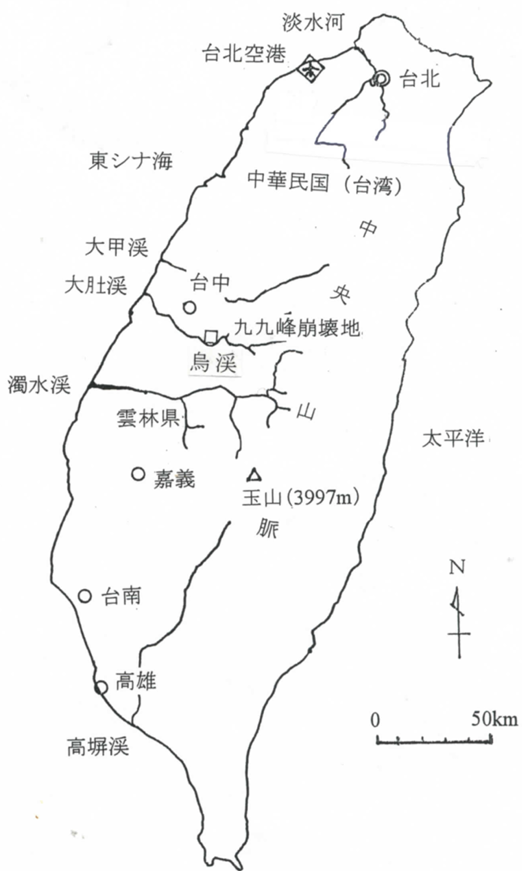 淡水河
台北空港
台北
東シナ海
中華民国（台湾）
中
央
山
脈
大甲渓
台中
大肚渓
九九峰崩壊地
烏渓
濁水渓
雲林県
太平洋
嘉義
玉山(3997m)
N
台南
高雄
0 50km
高塀渓